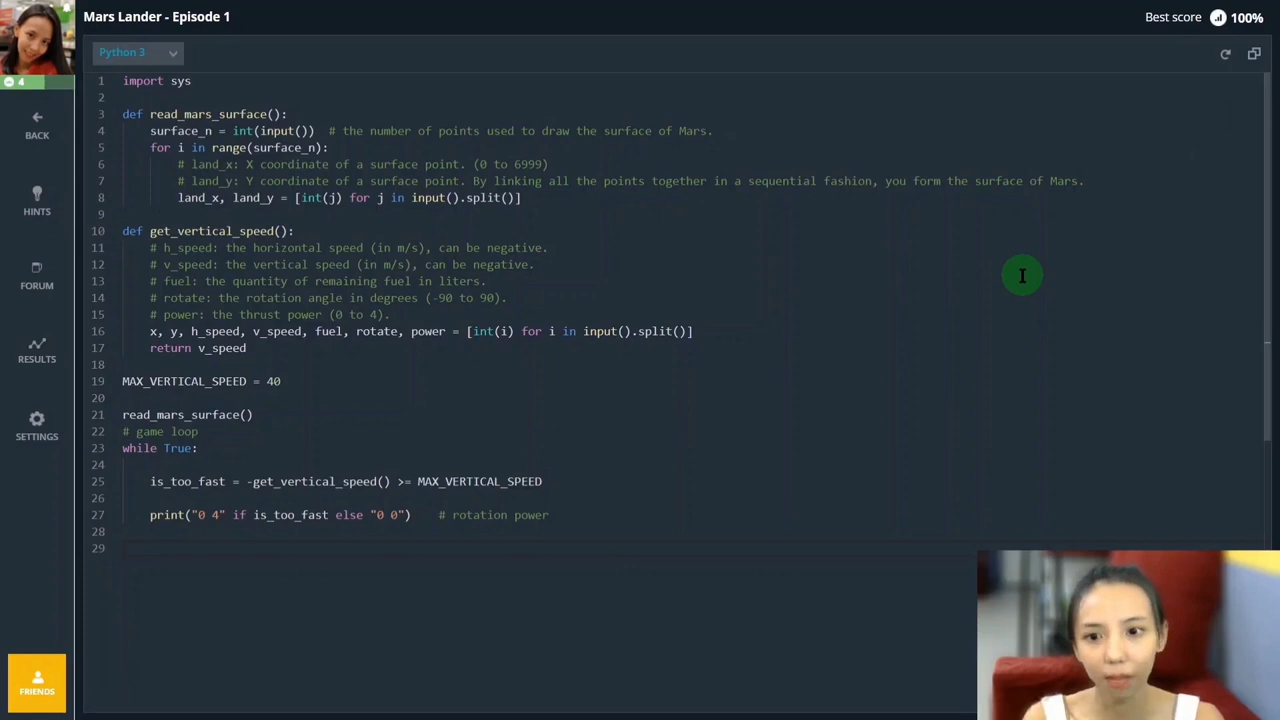 Mars Lander - Episode 1
Best score 100%
Python 3
4
BACK
HINTS
FORUM
RESULTS
SETTINGS
FRIENDS
1 import sys
2
3 def read_mars_surface():
4 surface_n = int(input()) # the number of points used to draw the surface of Mars.
5 for i in range(surface_n):
6 # land_x: X coordinate of a surface point. (0 to 6999)
7 # land_y: Y coordinate of a surface point. By linking all the points together in a sequential fashion, you form the surface of Mars.
8 land_x, land_y = [int(j) for j in input().split()]
9
10 def get_vertical_speed():
11 # h_speed: the horizontal speed (in m/s), can be negative.
12 # v_speed: the vertical speed (in m/s), can be negative.
13 # fuel: the quantity of remaining fuel in liters.
14 # rotate: the rotation angle in degrees (-90 to 90).
15 # power: the thrust power (0 to 4).
16 x, y, h_speed, v_speed, fuel, rotate, power = [int(i) for i in input().split()]
17 return v_speed
18
19 MAX_VERTICAL_SPEED = 40
20
21 read_mars_surface()
22 # game loop
23 while True:
24
25 is_too_fast = -get_vertical_speed() >= MAX_VERTICAL_SPEED
26
27 print("0 4" if is_too_fast else "0 0") # rotation power
28
29